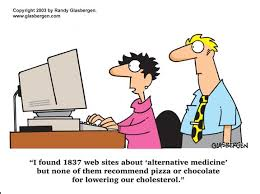 Copyright 2003 by Randy Glasbergen.
www.glasbergen.com
GLASBERGEN
“I found 1837 web sites about ‘alternative medicine’
but none of them recommend pizza or chocolate
for lowering our cholesterol.”